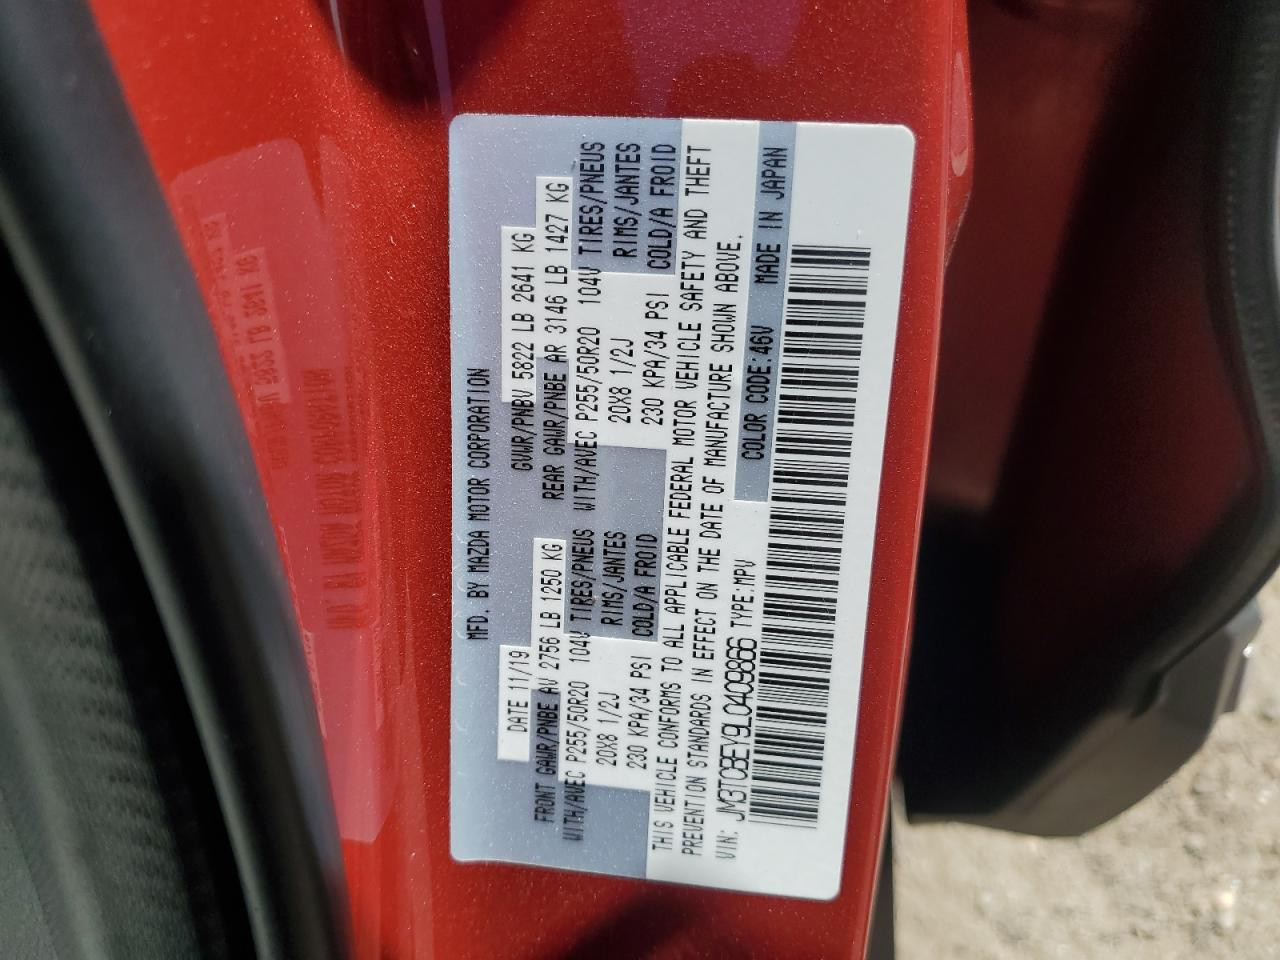 MFD. BY MAZDA MOTOR CORPORATION
DATE 11/19 GVWR/PNBV 5822 LB 2641 KG
FRONT GAWR/PNBE AV 2756 LB 1250 KG REAR GAWR/PNBE AR 3146 LB 1427 KG
WITH/AVEC P255/50R20 104V TIRES/PNEUS WITH/AVEC P255/50R20 104V TIRES/PNEUS
20X8 1/2J RIMS/JANTES 20X8 1/2J RIMS/JANTES
230 KPA/34 PSI COLD/A FROID 230 KPA/34 PSI COLD/A FROID
THIS VEHICLE CONFORMS TO ALL APPLICABLE FEDERAL MOTOR VEHICLE SAFETY AND THEFT
PREVENTION STANDARDS IN EFFECT ON THE DATE OF MANUFACTURE SHOWN ABOVE.
VIN: JM3TCBEY9L0409866 TYPE:MPV COLOR CODE:46V MADE IN JAPAN